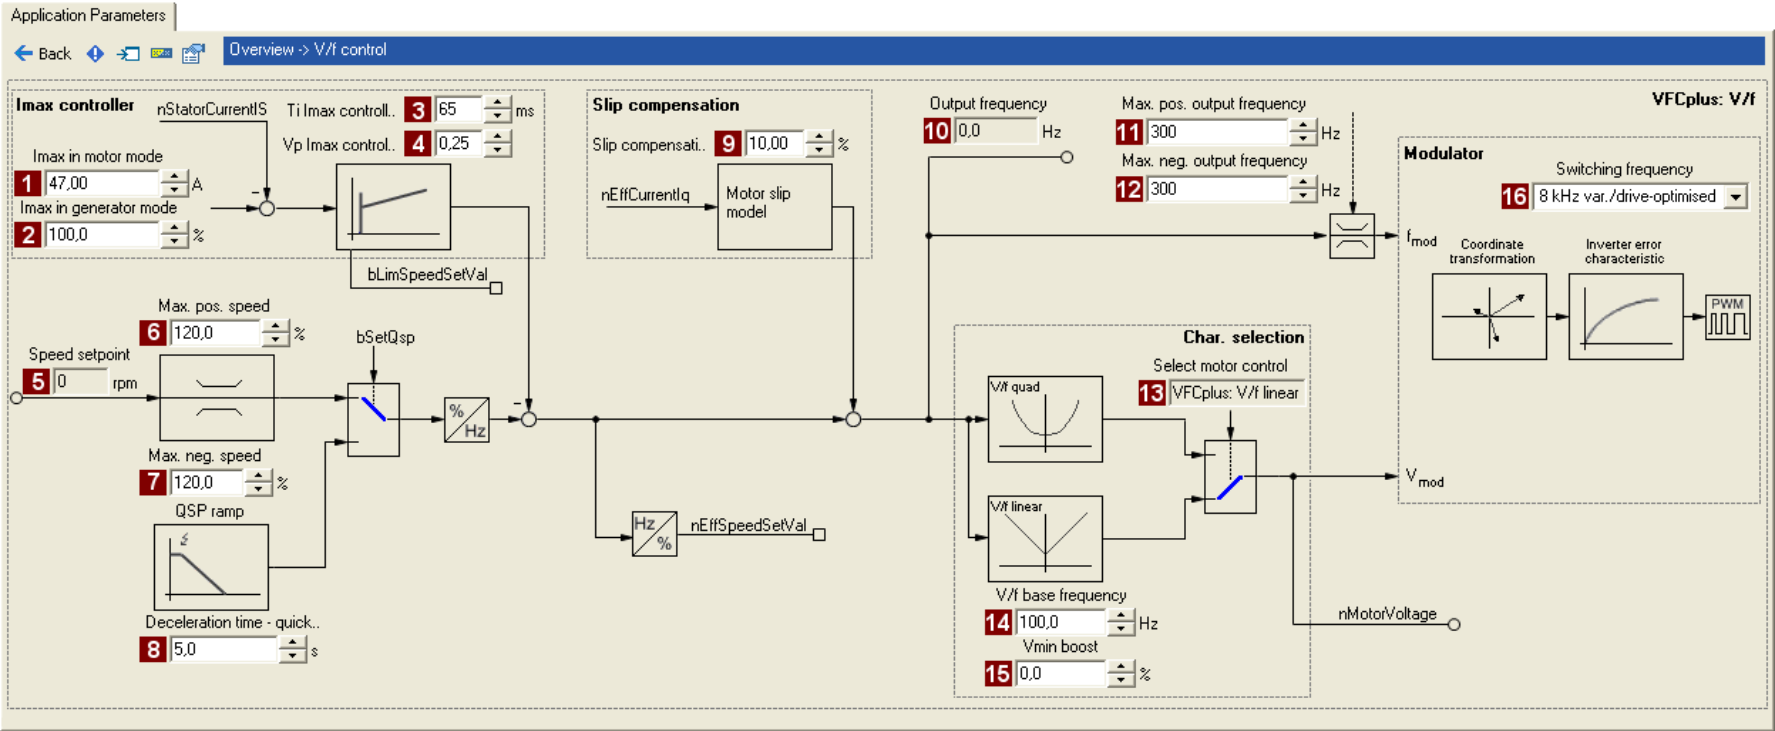 Application Parameters
Back
Overview -> V/f control
Imax controller
nStatorCurrentIS
Ti Imax controll..
3
65
ms
Vp Imax control..
4
0,25
Imax in motor mode
1
47,00
A
Imax in generator mode
2
100,0
%
bLimSpeedSetVal
Slip compensation
Slip compensati..
9
10,00
%
nEffCurrentIq
Motor slip
model
Output frequency
10
0,0
Hz
Max. pos. output frequency
11
300
Hz
Max. neg. output frequency
12
300
Hz
VFCplus: V/f
Modulator
Switching frequency
16
8 kHz var./drive-optimised
fmod
Coordinate
transformation
Inverter error
characteristic
PWM
Vmod
Max. pos. speed
6
120,0
%
Speed setpoint
5
0
rpm
bSetQsp
%
Hz
Max. neg. speed
7
120,0
%
QSP ramp
Deceleration time - quick..
8
5,0
s
Hz
%
nEffSpeedSetVal
Char. selection
Select motor control
13
VFCplus: V/f linear
V/f quad
V/f linear
V/f base frequency
14
100,0
Hz
Vmin boost
15
0,0
%
nMotorVoltage